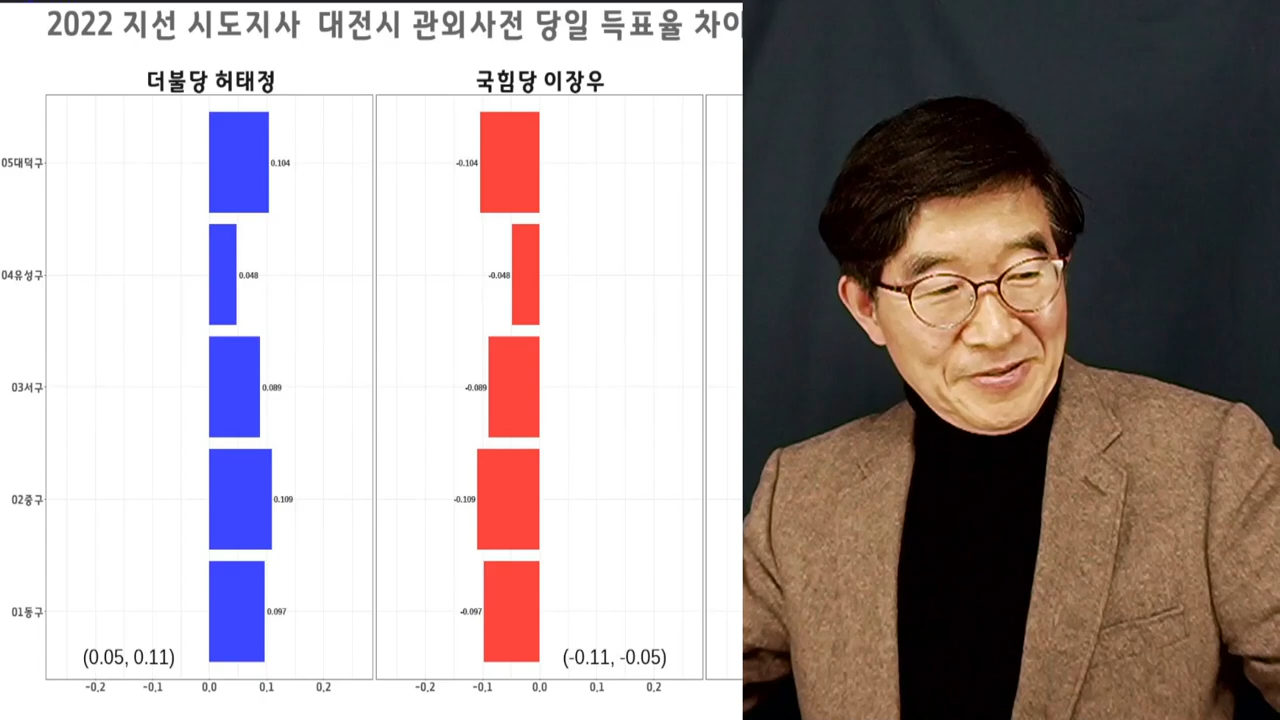 2022 지선 시도지사 대전시 관외사전 당일 득표율 차이
더불당 허태정
국힘당 이장우
05대덕구
0.104
-0.104
04유성구
0.048
-0.048
03서구
0.089
-0.089
02중구
0.109
-0.109
01동구
0.097
-0.097
(0.05, 0.11)
(-0.11, -0.05)
-0,2 -0,1 0,0 0,1 0,2
-0,2 -0,1 0,0 0,1 0,2